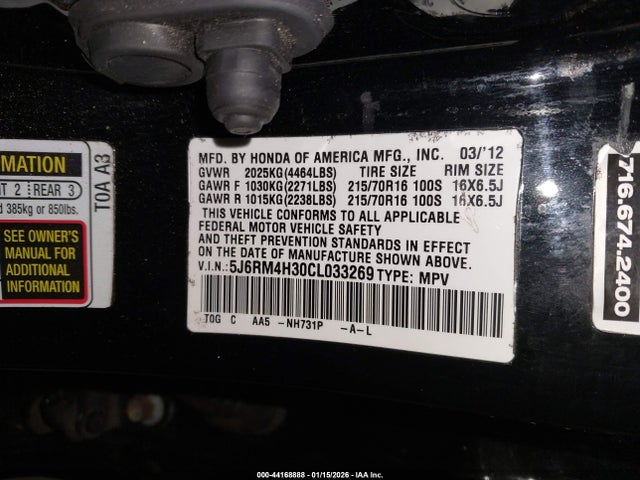 MFD. BY HONDA OF AMERICA MFG., INC. 03/'12
GVWR 2025KG(4464LBS) TIRE SIZE RIM SIZE
GAWR F 1030KG(2271LBS) 215/70R16 100S 16X6.5J
GAWR R 1015KG(2238LBS) 215/70R16 100S 16X6.5J
THIS VEHICLE CONFORMS TO ALL APPLICABLE
FEDERAL MOTOR VEHICLE SAFETY
AND THEFT PREVENTION STANDARDS IN EFFECT
ON THE DATE OF MANUFACTURE SHOWN ABOVE.
V.I.N.: 5J6RM4H30CL033269 TYPE: MPV
TOG C AA5 -NH731P -A-L
REAR 3
385kg or 850lbs.
SEE OWNER'S
MANUAL FOR
ADDITIONAL
INFORMATION
TOA A3
716.674.2400
000-44168888 - 01/15/2026 - IAA Inc.